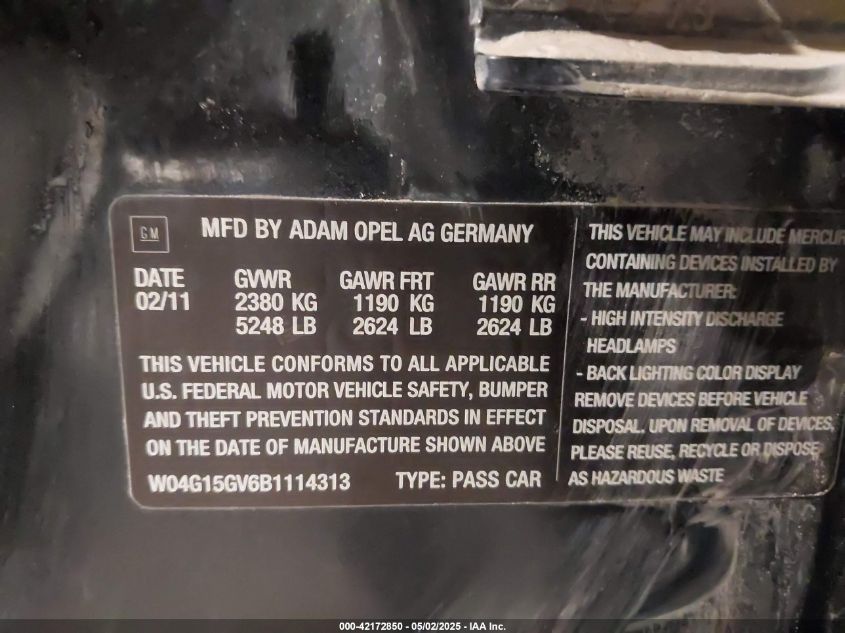 GM
MFD BY ADAM OPEL AG GERMANY
DATE GVWR GAWR FRT GAWR RR
02/11 2380 KG 1190 KG 1190 KG
5248 LB 2624 LB 2624 LB
THIS VEHICLE CONFORMS TO ALL APPLICABLE
U.S. FEDERAL MOTOR VEHICLE SAFETY, BUMPER
AND THEFT PREVENTION STANDARDS IN EFFECT
ON THE DATE OF MANUFACTURE SHOWN ABOVE
W04G15GV6B1114313 TYPE: PASS CAR
THIS VEHICLE MAY INCLUDE MERCUR
CONTAINING DEVICES INSTALLED BY
THE MANUFACTURER:
- HIGH INTENSITY DISCHARGE
HEADLAMPS
- BACK LIGHTING COLOR DISPLAY
REMOVE DEVICES BEFORE VEHICLE
DISPOSAL. UPON REMOVAL OF DEVICES,
PLEASE REUSE, RECYCLE OR DISPOSE
AS HAZARDOUS WASTE
000-42172850 - 05/02/2025 - IAA Inc.